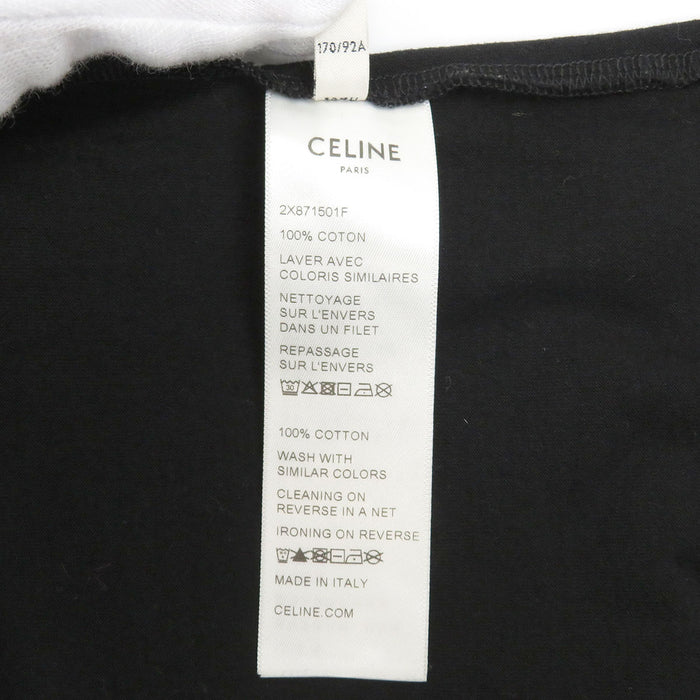 170/92A
CELINE
PARIS
2X871501F
100% COTON
LAVER AVEC
COLORIS SIMILAIRES
NETTOYAGE
SUR L'ENVERS
DANS UN FILET
REPASSAGE
SUR L'ENVERS
30
100% COTTON
WASH WITH
SIMILAR COLORS
CLEANING ON
REVERSE IN A NET
IRONING ON REVERSE
MADE IN ITALY
CELINE.COM